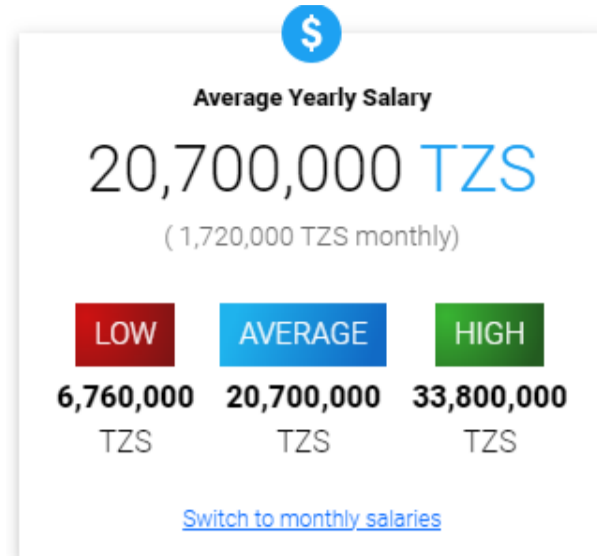 $
Average Yearly Salary
20,700,000 TZS
( 1,720,000 TZS monthly)
LOW AVERAGE HIGH
6,760,000 20,700,000 33,800,000
TZS TZS TZS
Switch to monthly salaries